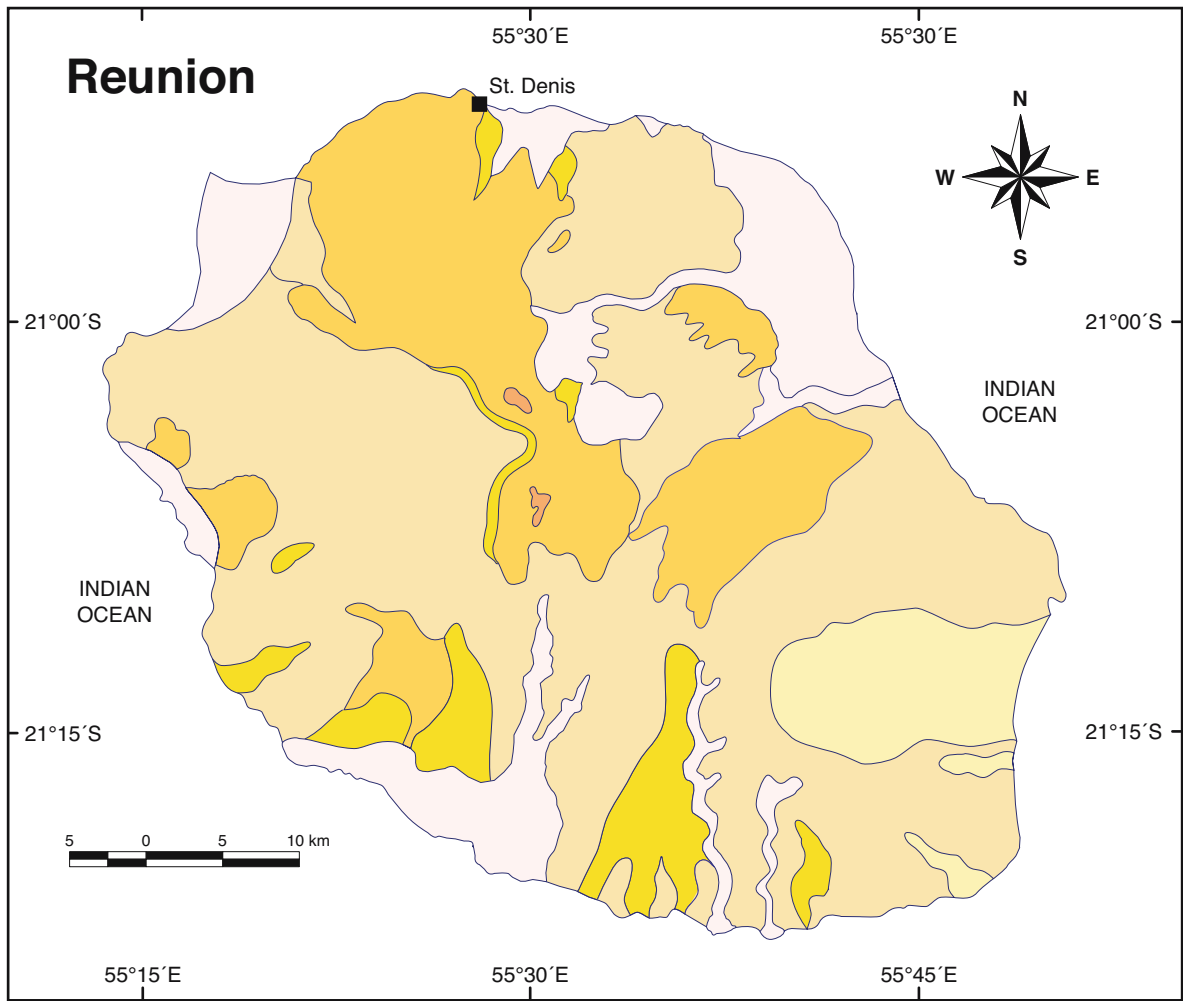 55°30´E
55°30´E
Reunion
St. Denis
N
W
E
S
21°00´S
21°00´S
INDIAN
OCEAN
INDIAN
OCEAN
21°15´S
21°15´S
5 0 5 10 km
55°15´E
55°30´E
55°45´E